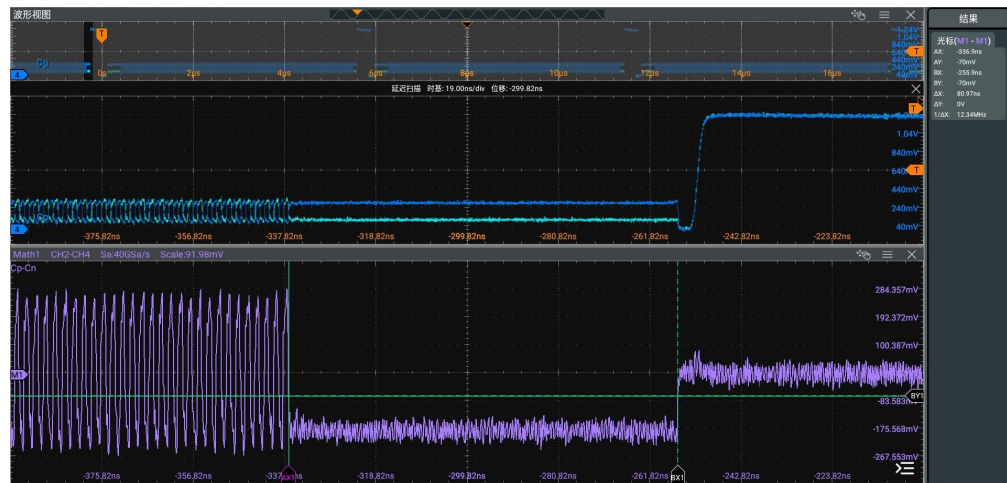 波形视图
结果
1.24V
1.04V
840mV
640mV
440mV
240mV
40mV
T
T
Cp
4
0s
2μs
4μs
6μs
8μs
10μs
12μs
14μs
16μs
光标(M1 - M1)
AX: -336.9ns
AY: -70mV
BX: -255.9ns
BY: -70mV
ΔX: 80.97ns
ΔY: 0V
1/ΔX: 12.34MHz
延迟扫描 时基: 19.00ns/div 位移:-299.82ns
T
1.04V
840mV
640
T
440mV
240mV
40mV
Cp
4
-375.82ns
-356.82ns
-337.82ns
-318.82ns
-299.82ns
-280.82ns
-261.82ns
-242.82ns
-223.82ns
Math1 CH2-CH4 Sa:40GSa/s Scale:91.98mV
Cp-Cn
284.357mV
192.372mV
100.387mV
M1
BY1
-83.583m
-175.568mV
-267.553mV
-375.82ns
-356.82ns
-337
AX1
-318.82ns
-299.82ns
-280.82ns
-261.82ns
BX1
-242.82ns
-223.82ns